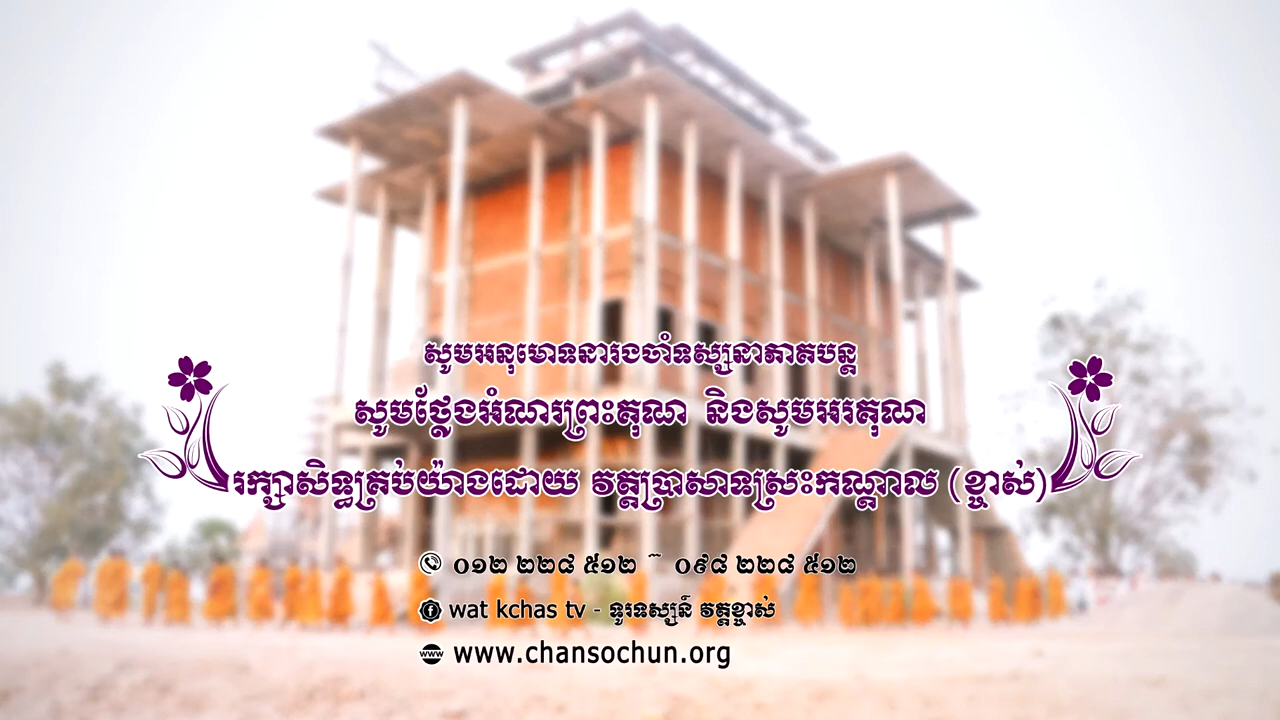 សូមអនុមោទនារងចាំទស្សនាភាគបន្ត
សូមថ្លែងអំណរព្រះគុណ និងសូមអរគុណ
រក្សាសិទ្ធគ្រប់យ៉ាងដោយ វត្តប្រាសាទស្រះកណ្តាល (ខ្ចាស់)
០១២ ២២៨ ៥១២ ~ ០៩៨ ២២៨ ៥១២
wat kchas tv - ទូរទស្សន៍ វត្តខ្ចាស់
www.chansochun.org